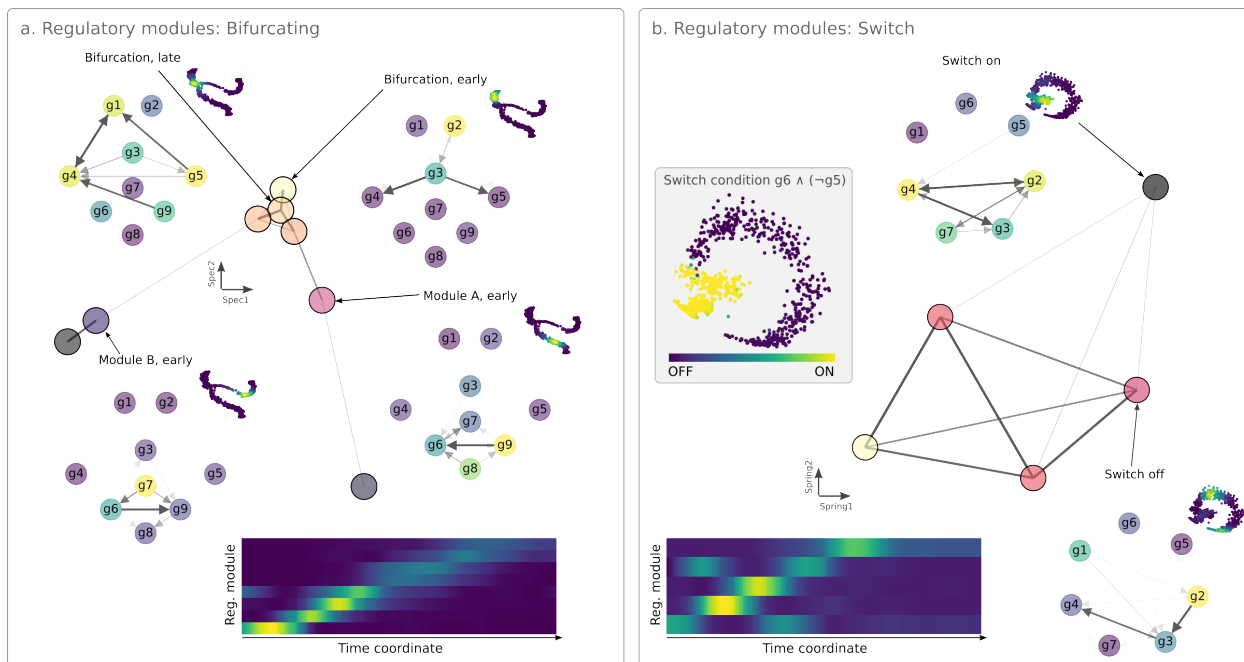 a. Regulatory modules: Bifurcating
Bifurcation, late
Bifurcation, early
g1
g2
g3
g4
g5
g7
g6
g9
g8
g1
g2
g3
g4
g5
g7
g6
g9
g8
Spec2
Spec1
Module A, early
g1
g2
g3
g4
g5
g7
g6
g9
g8
Module B, early
g1
g2
g3
g4
g5
g7
g6
g9
g8
Reg. module
Time coordinate
b. Regulatory modules: Switch
Switch on
g6
g5
g1
g4
g2
g7
g3
Switch condition g6 ∧ (¬g5)
OFF
ON
Spring2
Spring1
Switch off
g6
g5
g1
g2
g4
g3
g7
Reg. module
Time coordinate